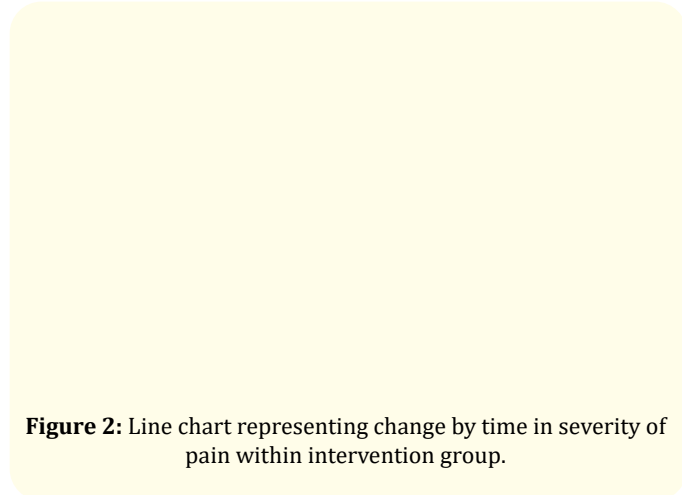 Figure 2: Line chart representing change by time in severity of
pain within intervention group.